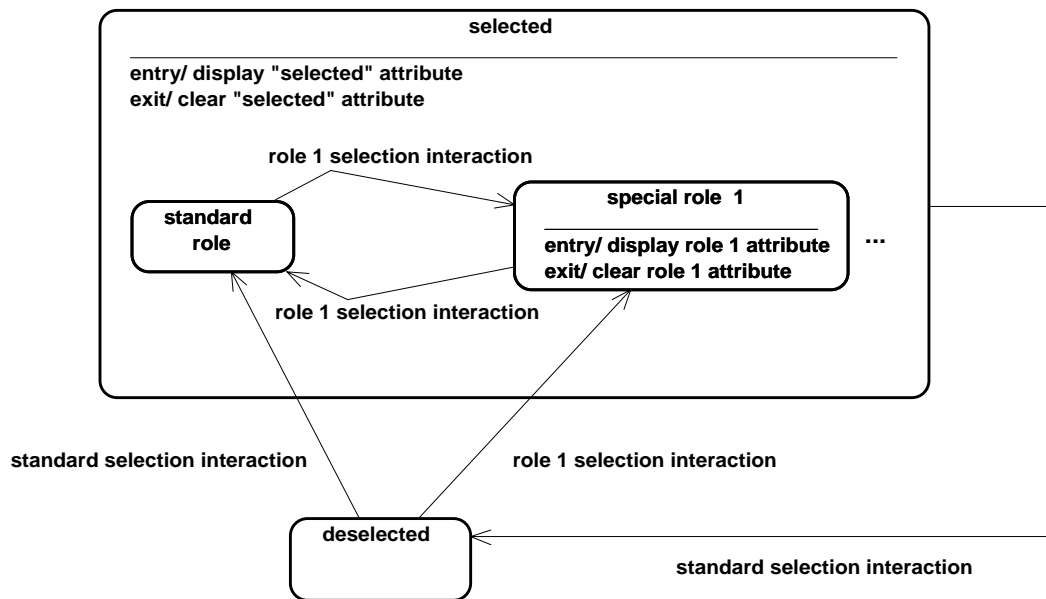 selected
entry/ display "selected" attribute
exit/ clear "selected" attribute
role 1 selection interaction
standard
role
special role  1
entry/ display role 1 attribute
exit/ clear role 1 attribute
...
role 1 selection interaction
standard selection interaction
role 1 selection interaction
deselected
standard selection interaction